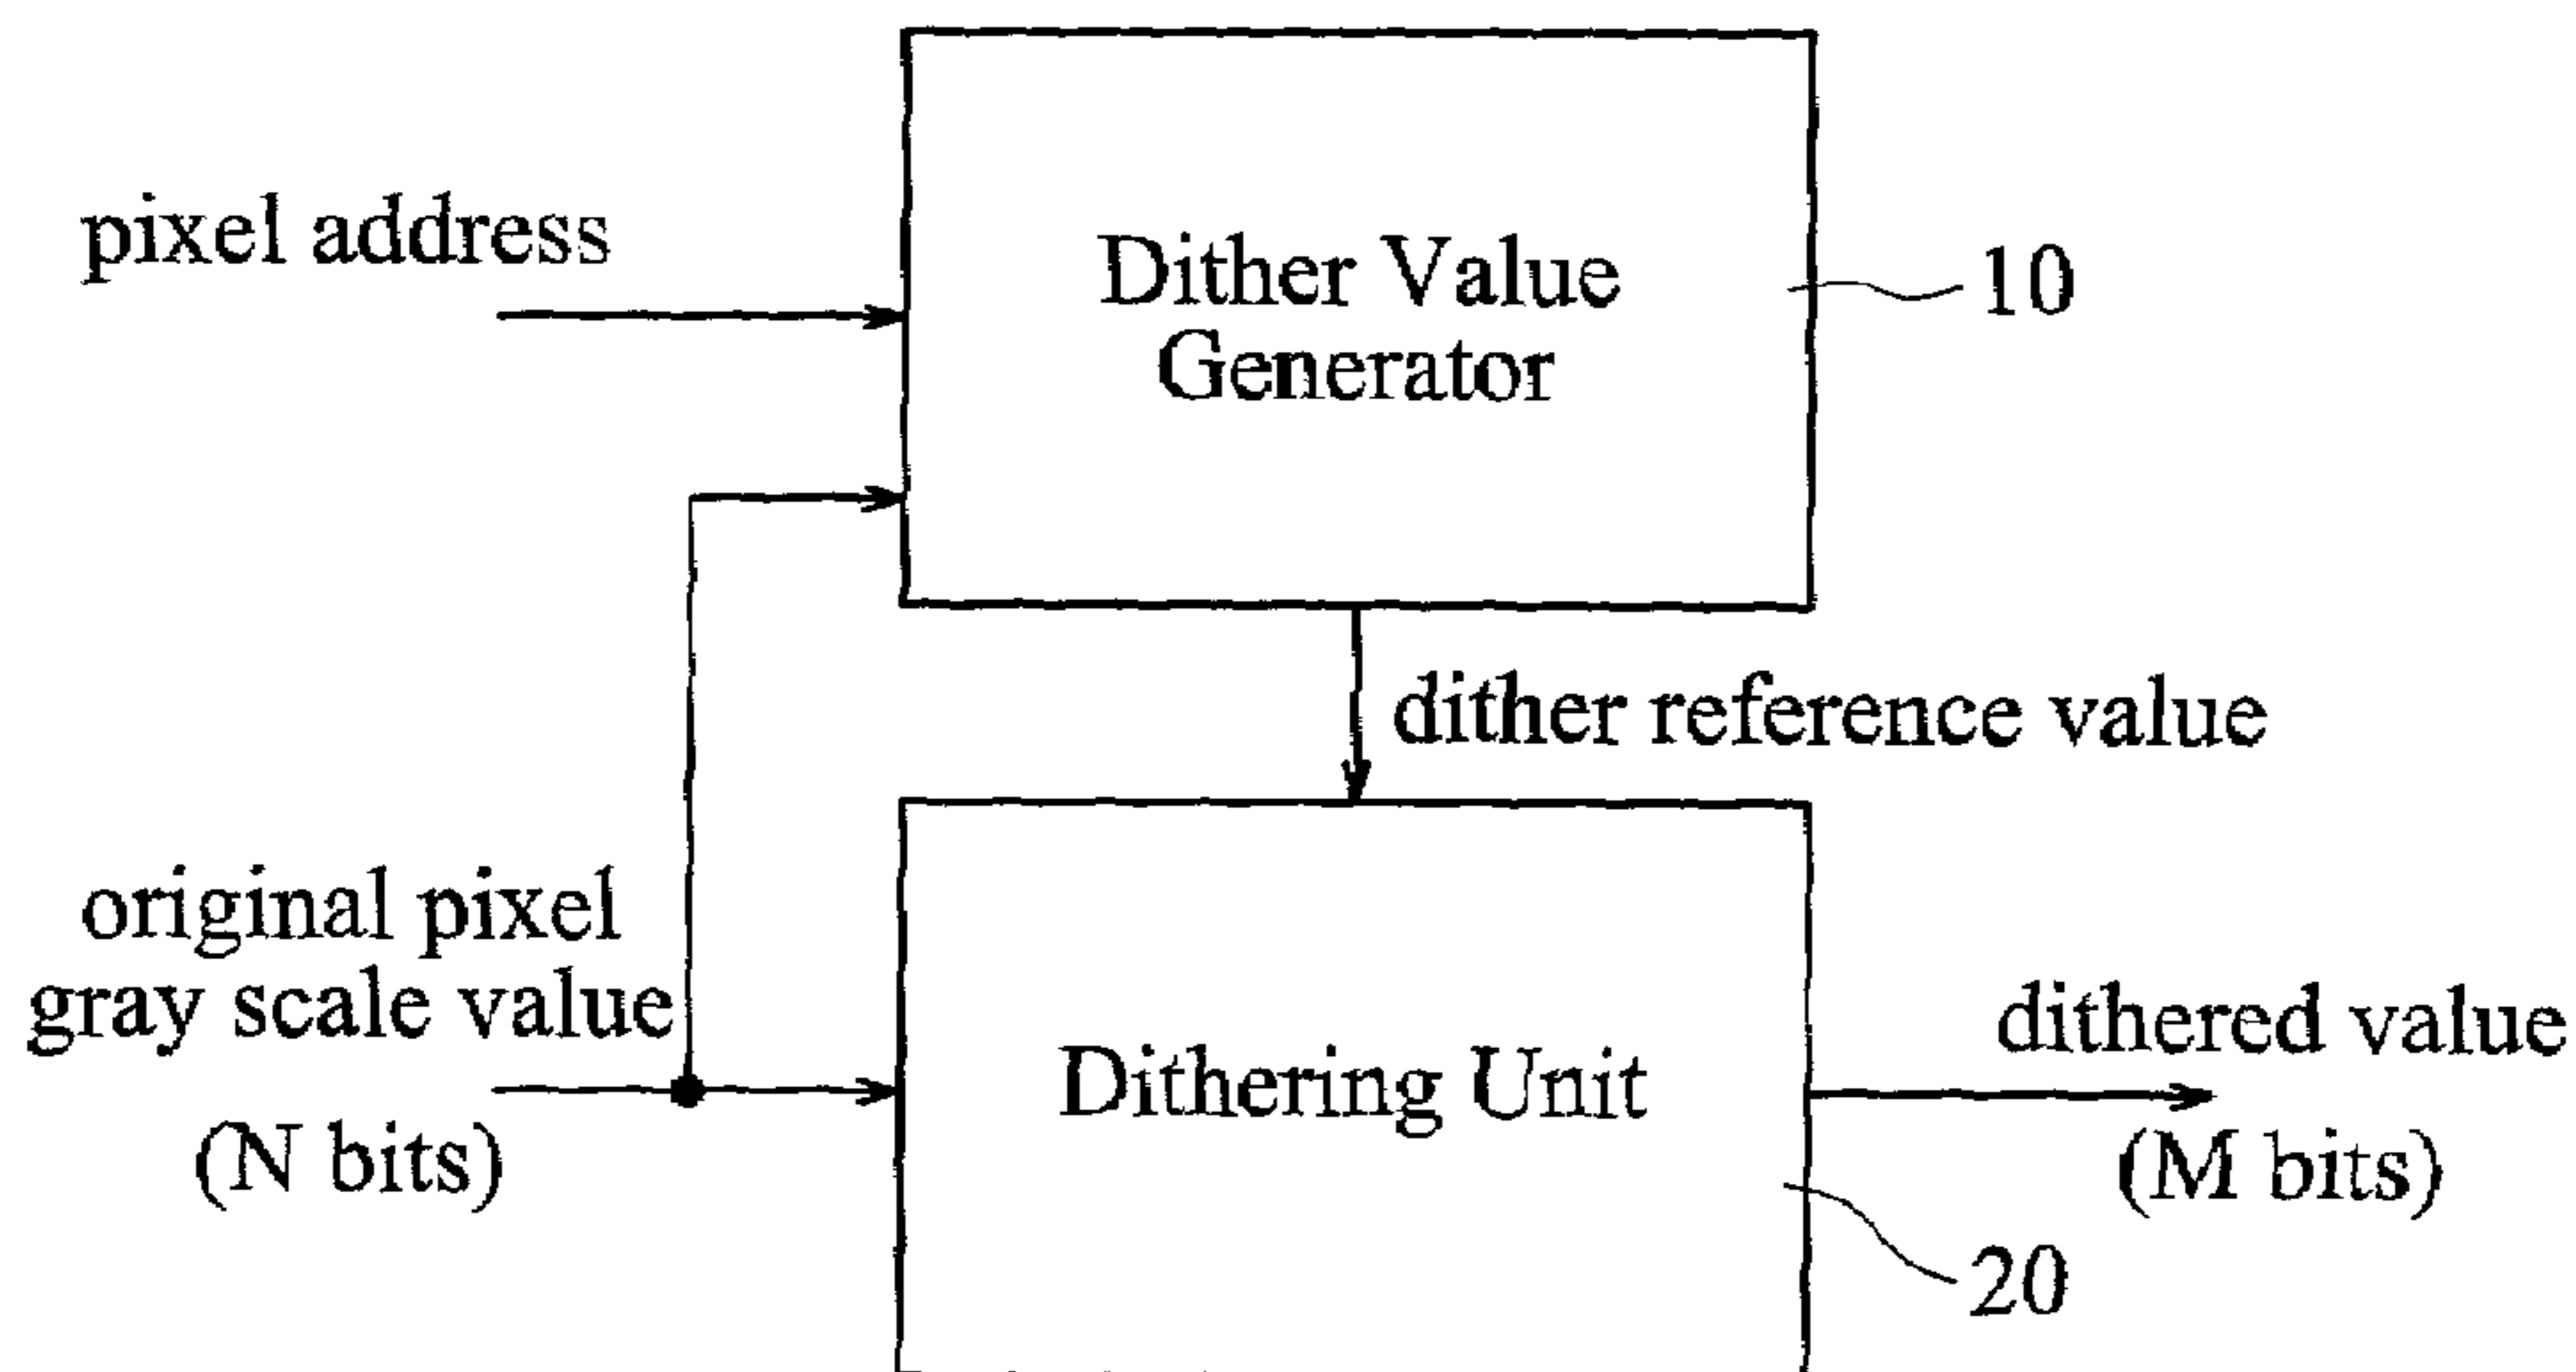 pixel address
Dither Value
Generator
10
dither reference value
original pixel
gray scale value
(N bits)
Dithering Unit
dithered value
(M bits)
20